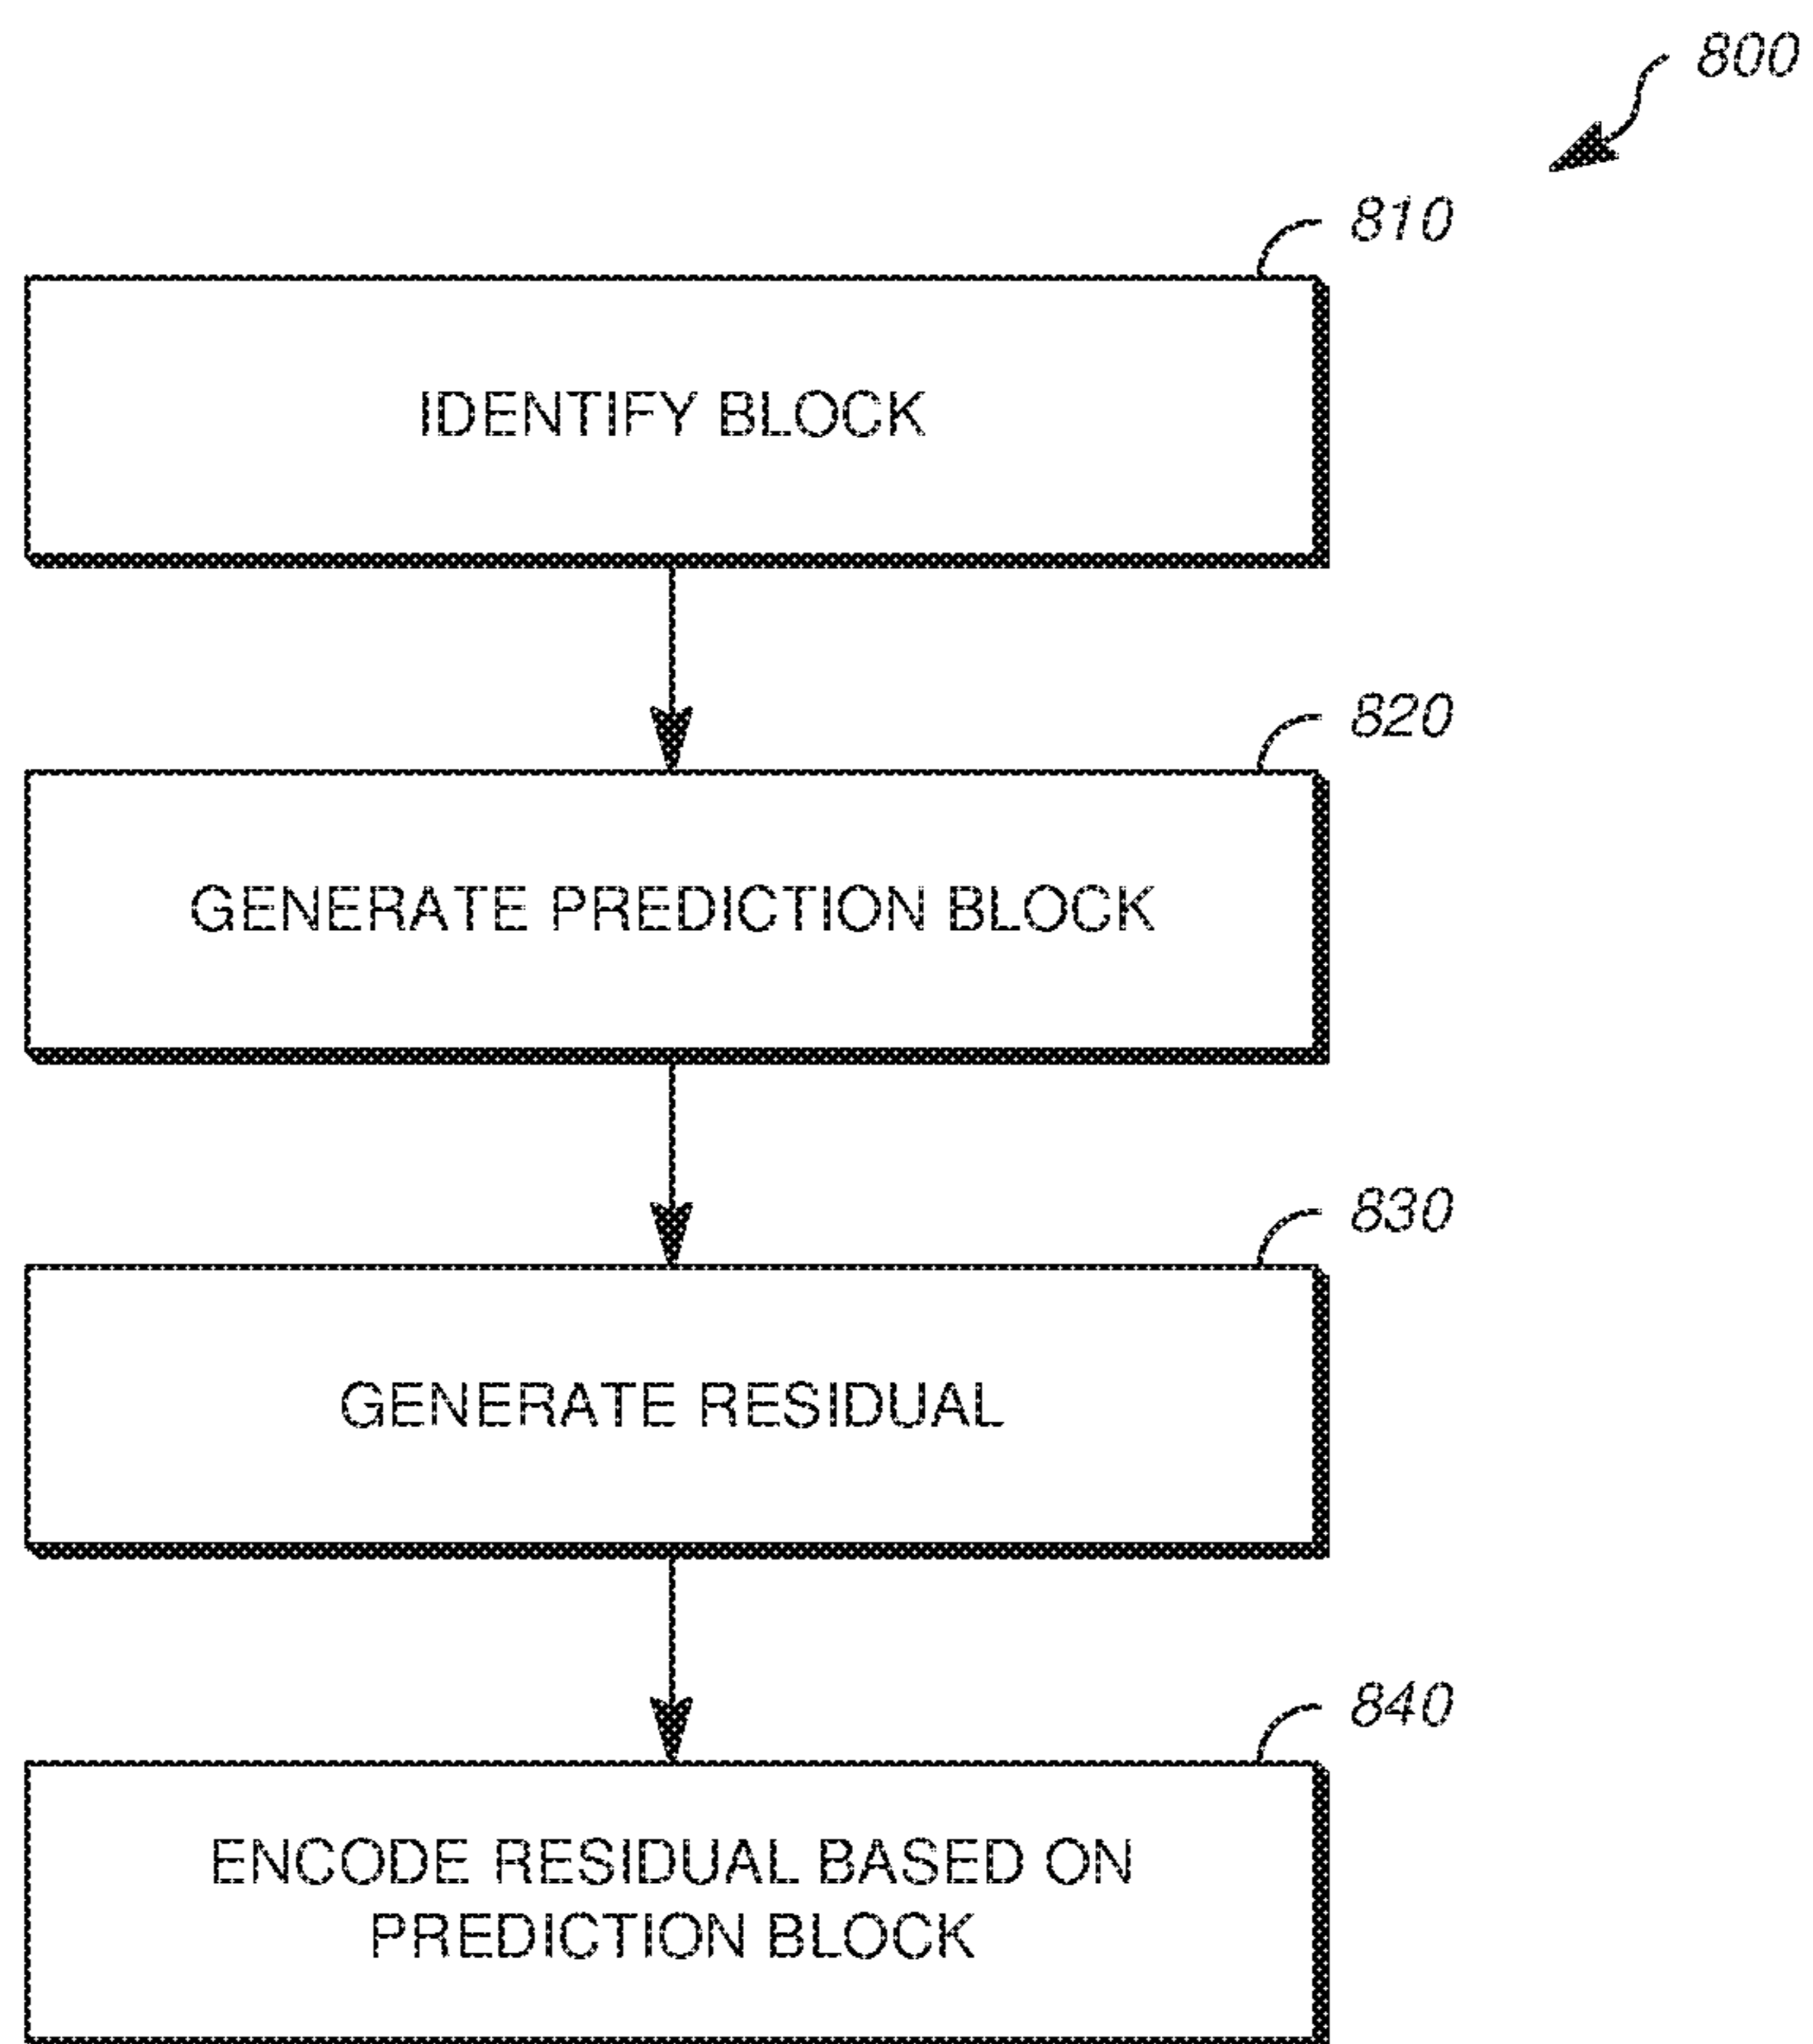 800
810
IDENTIFY BLOCK
820
GENERATE PREDICTION BLOCK
830
GENERATE RESIDUAL
840
ENCODE RESIDUAL BASED ON
PREDICTION BLOCK